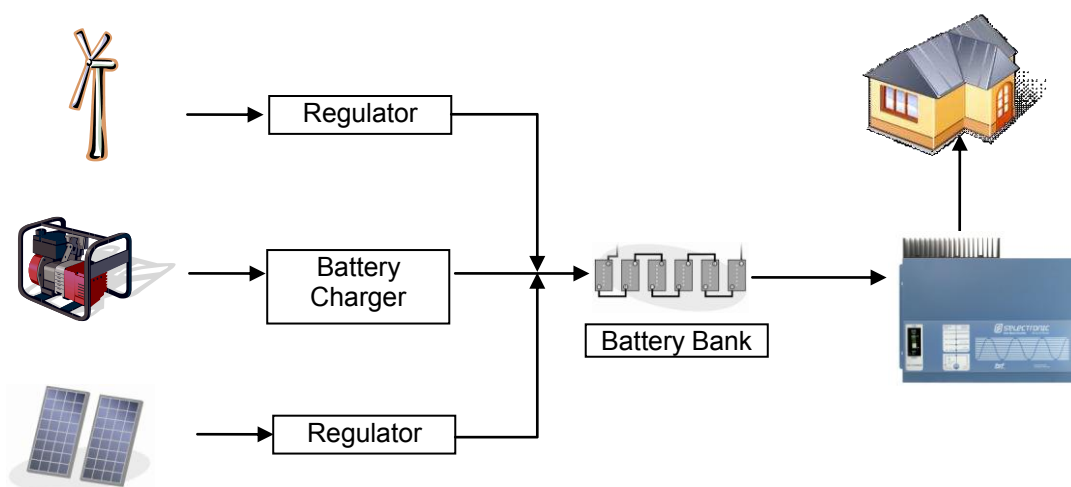 Regulator
Battery
Charger
Battery Bank
Regulator
SELECTRONIC